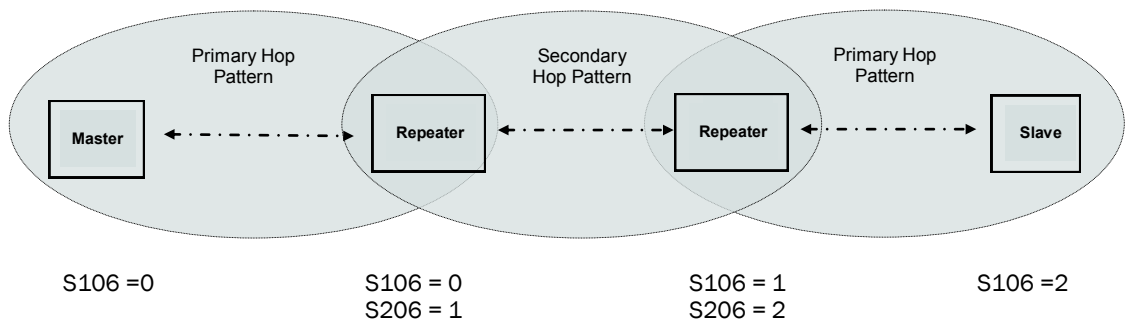 Primary Hop
Pattern
Secondary
Hop Pattern
Primary Hop
Pattern
Master
Repeater
Repeater
Slave
S106 =0
S106 = 0
S206 = 1
S106 = 1
S206 = 2
S106 =2